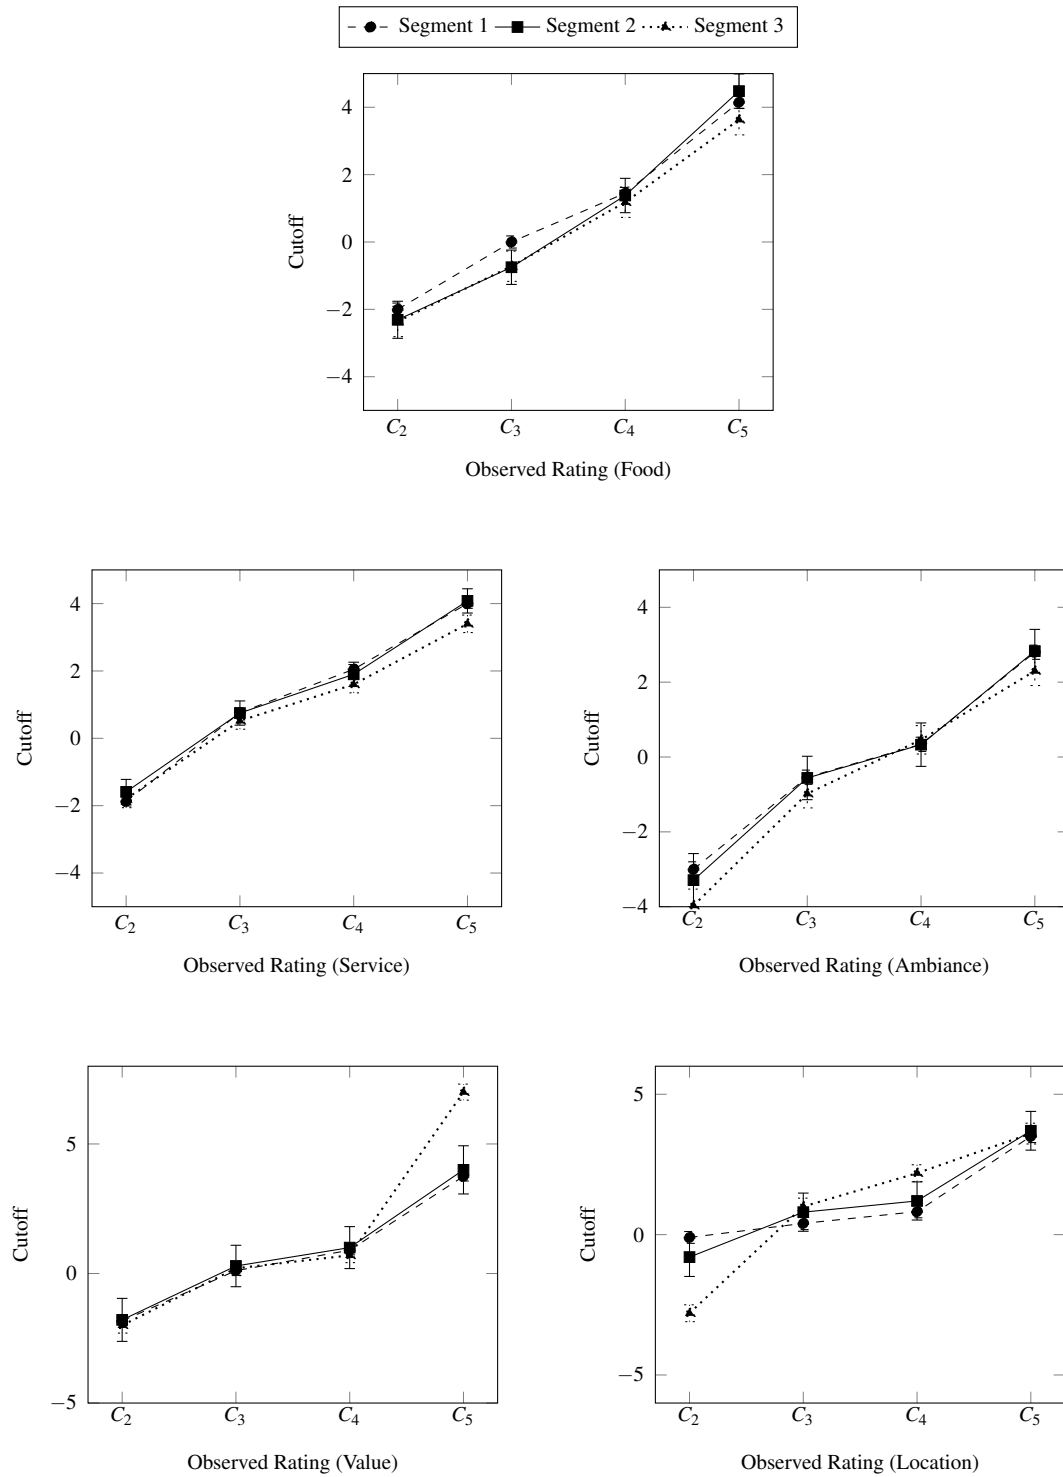 Segment 1 Segment 2 Segment 3
4
2
0
−2
−4
Cutoff
C2 C3 C4 C5
Observed Rating (Food)
4
2
0
−2
−4
Cutoff
C2 C3 C4 C5
Observed Rating (Service)
4
2
0
−2
−4
Cutoff
C2 C3 C4 C5
Observed Rating (Ambiance)
5
0
−5
Cutoff
C2 C3 C4 C5
Observed Rating (Value)
5
0
−5
Cutoff
C2 C3 C4 C5
Observed Rating (Location)